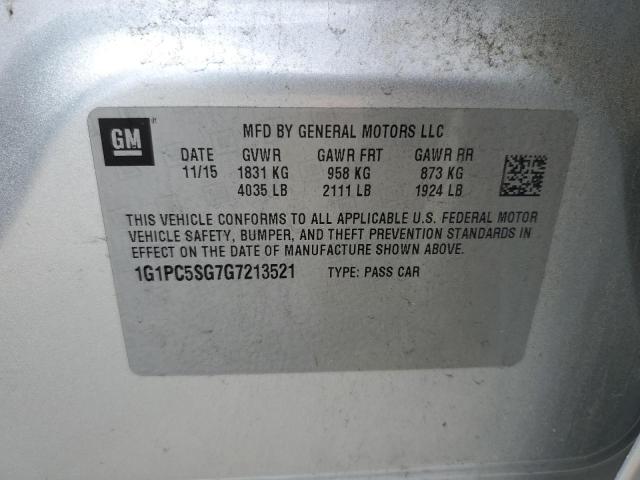 GM
MFD BY GENERAL MOTORS LLC
DATE GVWR GAWR FRT GAWR RR
11/15 1831 KG 958 KG 873 KG
4035 LB 2111 LB 1924 LB
THIS VEHICLE CONFORMS TO ALL APPLICABLE U.S. FEDERAL MOTOR
VEHICLE SAFETY, BUMPER, AND THEFT PREVENTION STANDARDS IN
EFFECT ON THE DATE OF MANUFACTURE SHOWN ABOVE.
1G1PC5SG7G7213521 TYPE: PASS CAR